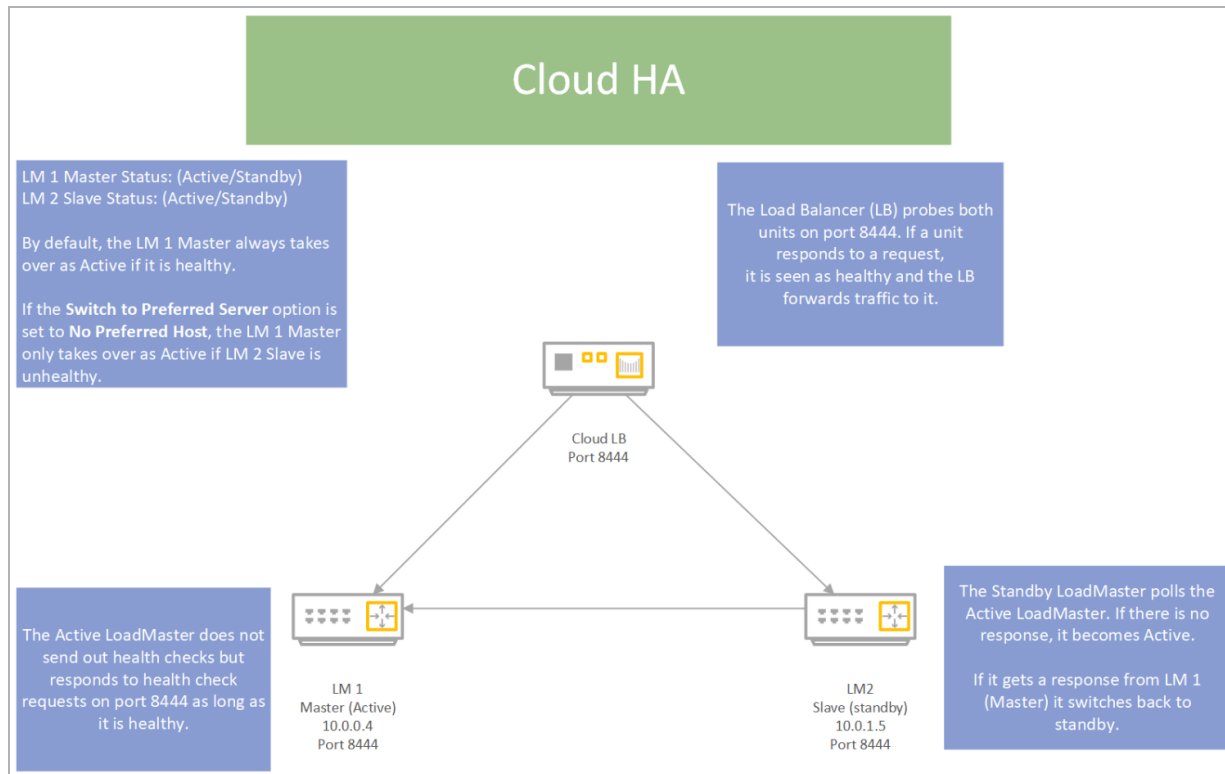 Cloud HA
LM 1 Master Status: (Active/Standby)
LM 2 Slave Status: (Active/Standby)
By default, the LM 1 Master always takes
over as Active if it is healthy.
If the Switch to Preferred Server option is
set to No Preferred Host, the LM 1 Master
only takes over as Active if LM 2 Slave is
unhealthy.
The Load Balancer (LB) probes both
units on port 8444. If a unit
responds to a request,
it is seen as healthy and the LB
forwards traffic to it.
Cloud LB
Port 8444
The Active LoadMaster does not
send out health checks but
responds to health check
requests on port 8444 as long as
it is healthy.
LM 1
Master (Active)
10.0.0.4
Port 8444
LM2
Slave (standby)
10.0.1.5
Port 8444
The Standby LoadMaster polls the
Active LoadMaster. If there is no
response, it becomes Active.
If it gets a response from LM 1
(Master) it switches back to
standby.